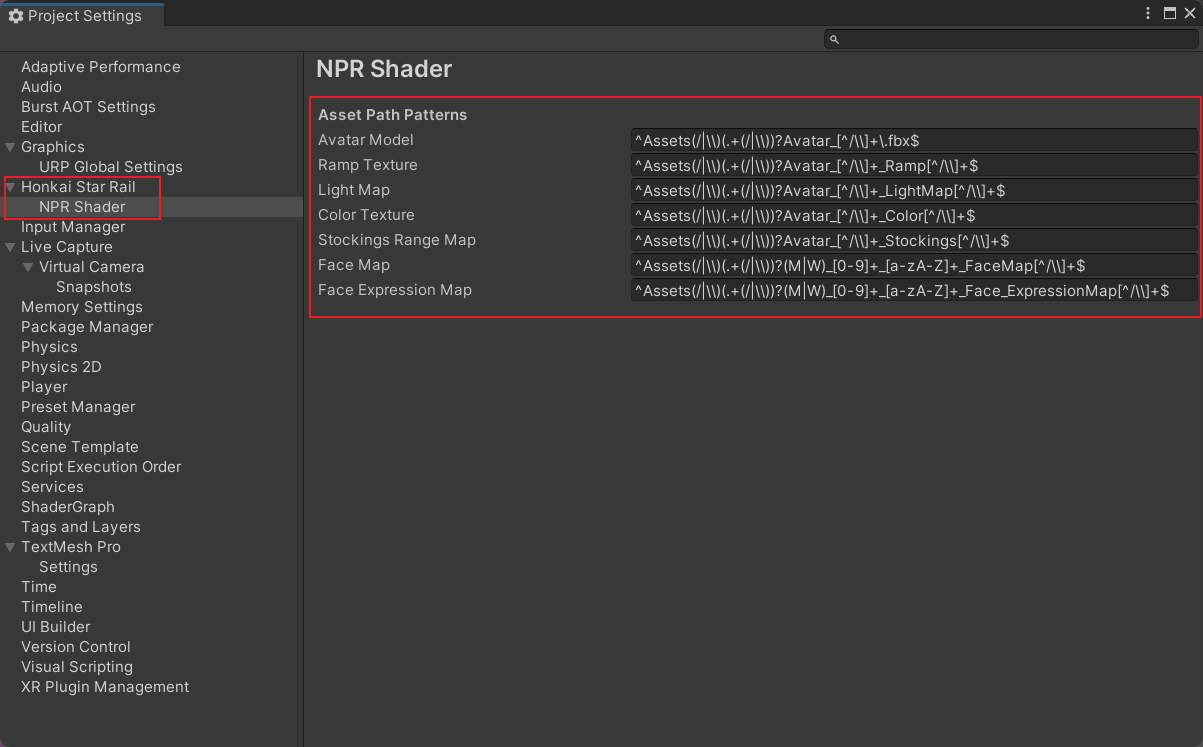 Project Settings
Adaptive Performance
Audio
Burst AOT Settings
Editor
Graphics
URP Global Settings
Honkai Star Rail
NPR Shader
Input Manager
Live Capture
Virtual Camera
Snapshots
Memory Settings
Package Manager
Physics
Physics 2D
Player
Preset Manager
Quality
Scene Template
Script Execution Order
Services
ShaderGraph
Tags and Layers
TextMesh Pro
Settings
Time
Timeline
UI Builder
Version Control
Visual Scripting
XR Plugin Management
NPR Shader
Asset Path Patterns
Avatar Model ^Assets(/|\\)(.+(/|\\))?Avatar_[^/\\]+\.fbx$
Ramp Texture ^Assets(/|\\)(.+(/|\\))?Avatar_[^/\\]+_Ramp[^/\\]+$
Light Map ^Assets(/|\\)(.+(/|\\))?Avatar_[^/\\]+_LightMap[^/\\]+$
Color Texture ^Assets(/|\\)(.+(/|\\))?Avatar_[^/\\]+_Color[^/\\]+$
Stockings Range Map ^Assets(/|\\)(.+(/|\\))?Avatar_[^/\\]+_Stockings[^/\\]+$
Face Map ^Assets(/|\\)(.+(/|\\))?(M|W)_[0-9]+_[a-zA-Z]+_FaceMap[^/\\]+$
Face Expression Map ^Assets(/|\\)(.+(/|\\))?(M|W)_[0-9]+_[a-zA-Z]+_Face_ExpressionMap[^/\\]+$